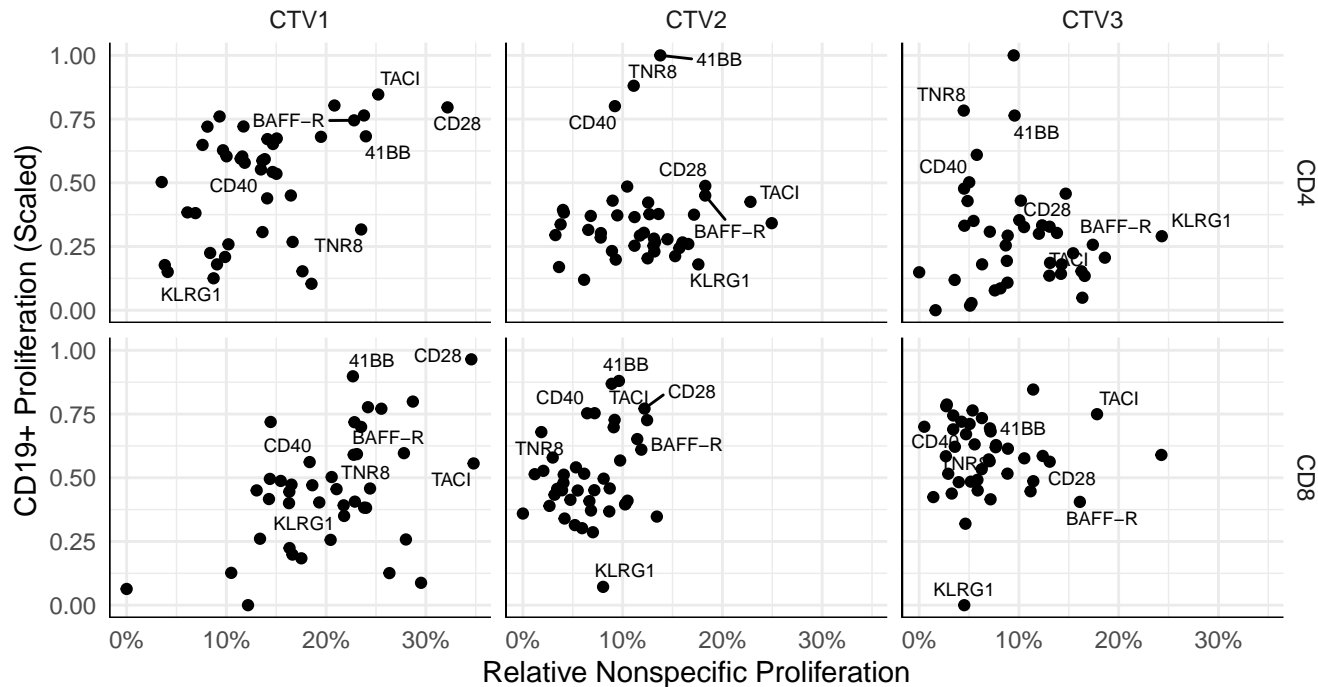 CTV1 CTV2 CTV3
CD19+ Proliferation (Scaled)
1.00
0.75
0.50
0.25
0.00
TACI
BAFF−R
CD28
41BB
CD40
TNR8
KLRG1
41BB
TNR8
CD40
CD28
TACI
BAFF−R
KLRG1
TNR8
41BB
CD40
CD28
BAFF−R
KLRG1
TACI
CD4
1.00
0.75
0.50
0.25
0.00
41BB
CD28
CD40
BAFF−R
TNR8
TACI
KLRG1
41BB
CD40
TACI
CD28
TNR8
BAFF−R
KLRG1
TACI
CD40
41BB
TNR8
CD28
BAFF−R
KLRG1
CD8
0% 10% 20% 30% 0% 10% 20% 30% 0% 10% 20% 30%
Relative Nonspecific Proliferation